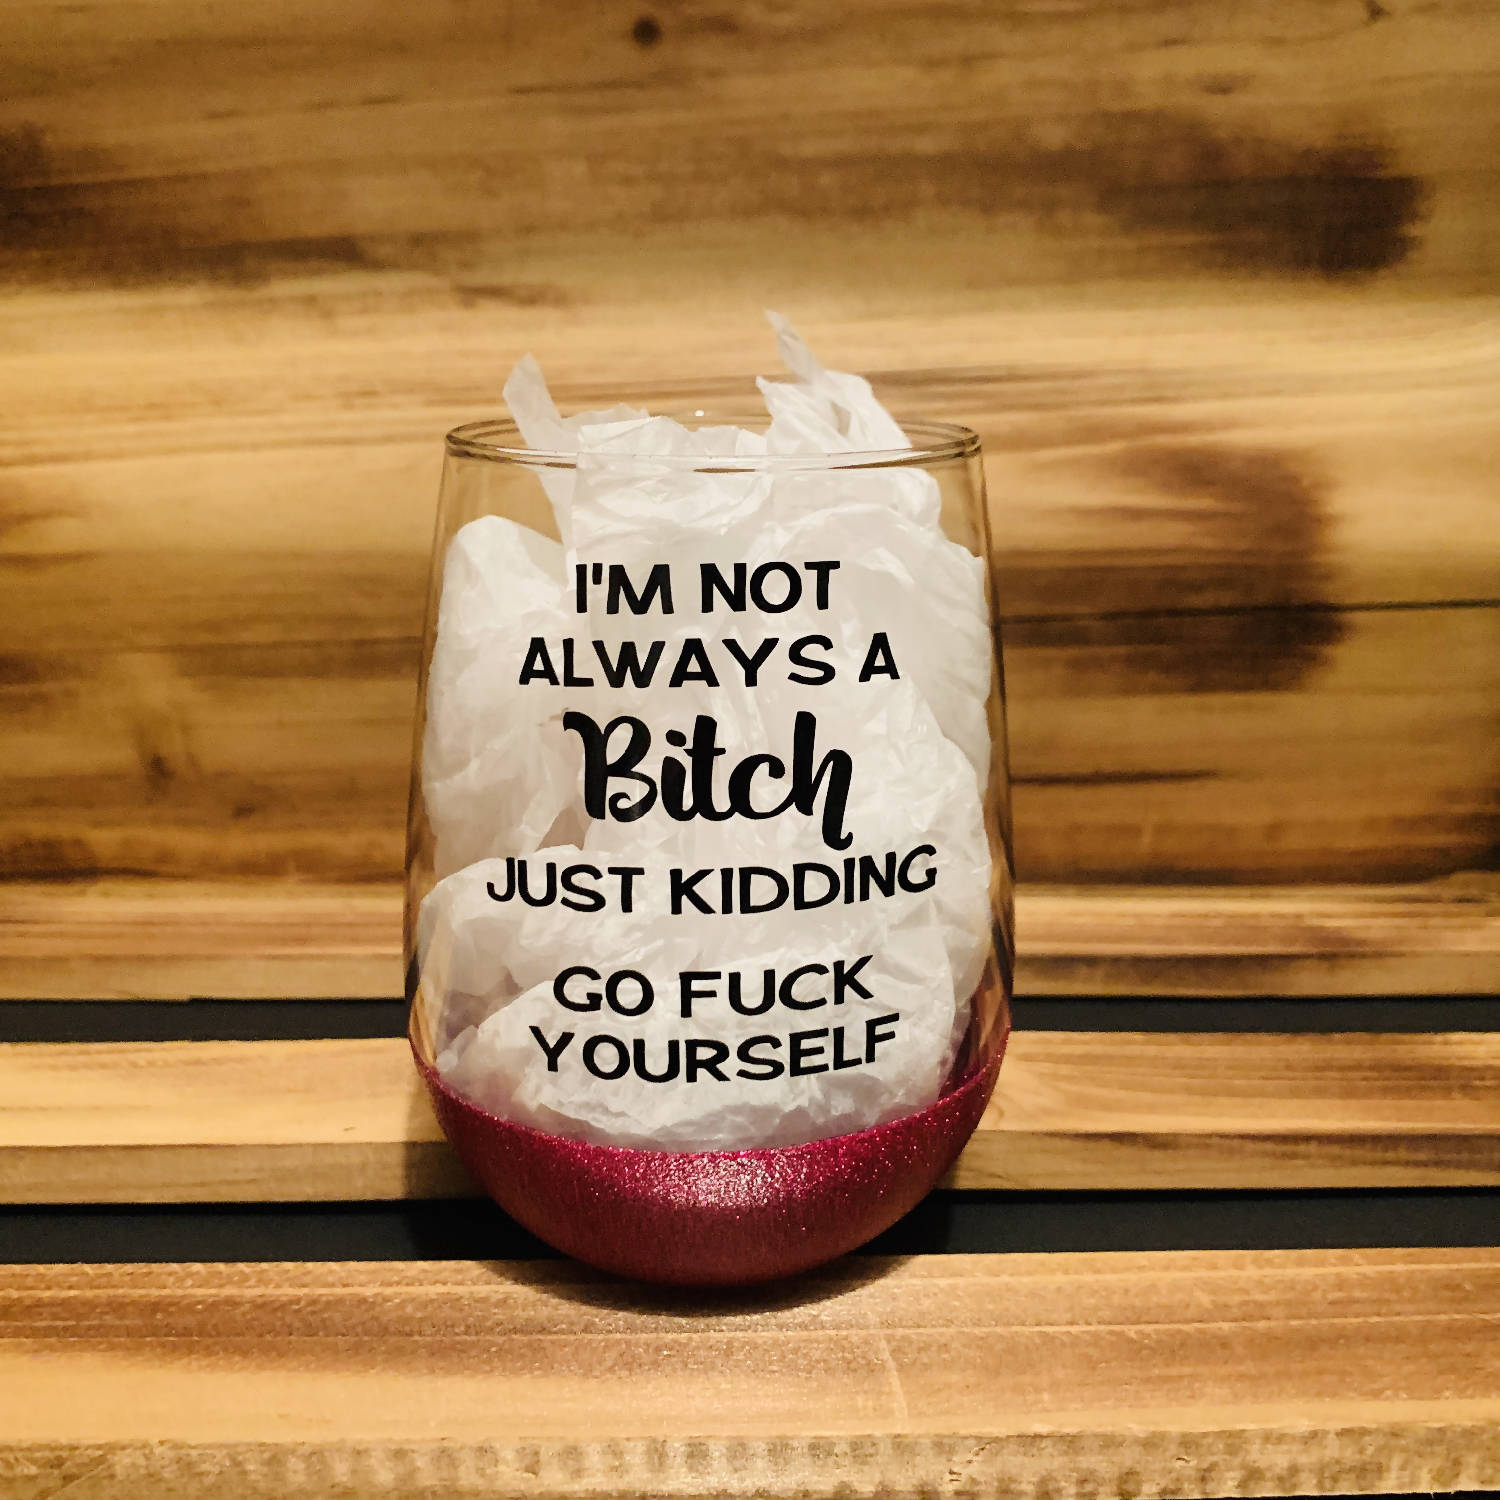 I'M NOT
ALWAYS A
Bitch
JUST KIDDING
GO FUCK
YOURSELF